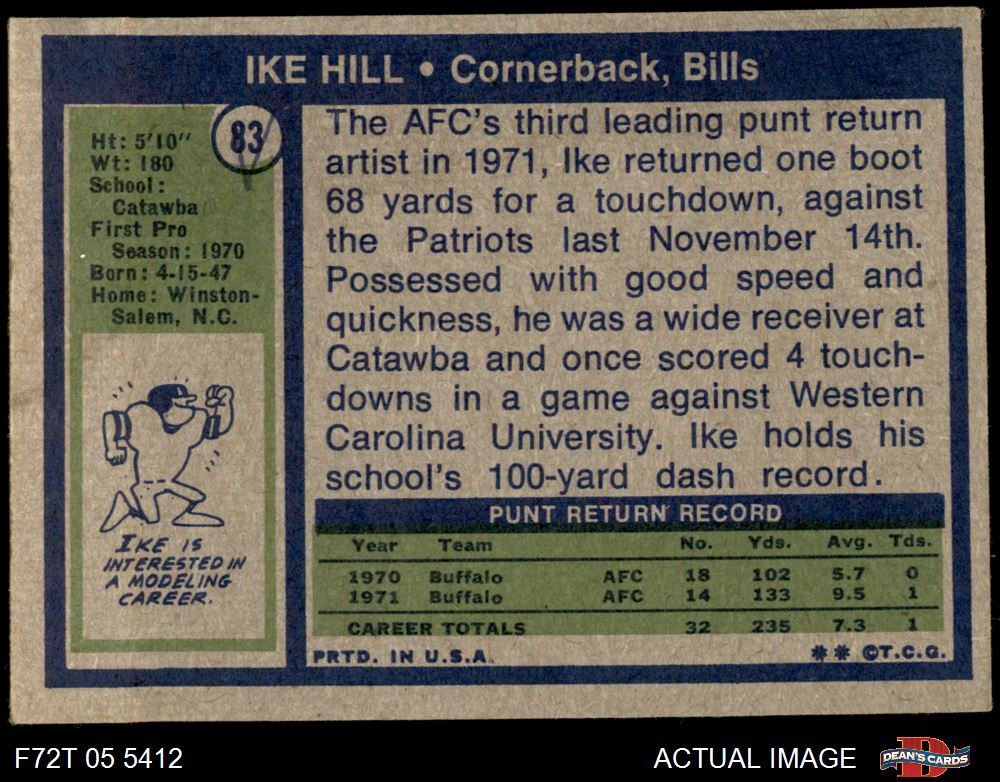 IKE HILL • Cornerback, Bills
83
Ht: 5'10"
Wt: 180
School:
Catawba
First Pro
Season: 1970
Born: 4-15-47
Home: Winston-
Salem, N.C.
IKE IS
INTERESTED IN
A MODELING
CAREER.
The AFC's third leading punt return
artist in 1971, Ike returned one boot
68 yards for a touchdown, against
the Patriots last November 14th.
Possessed with good speed and
quickness, he was a wide receiver at
Catawba and once scored 4 touch-
downs in a game against Western
Carolina University. Ike holds his
school's 100-yard dash record.
PUNT RETURN RECORD
Year Team No. Yds. Avg. Tds.
1970 Buffalo AFC 18 102 5.7 0
1971 Buffalo AFC 14 133 9.5 1
CAREER TOTALS 32 235 7.3 1
PRTD. IN U.S.A. ** ©T.C.G.
F72T 05 5412 ACTUAL IMAGE DEAN'S CARDS